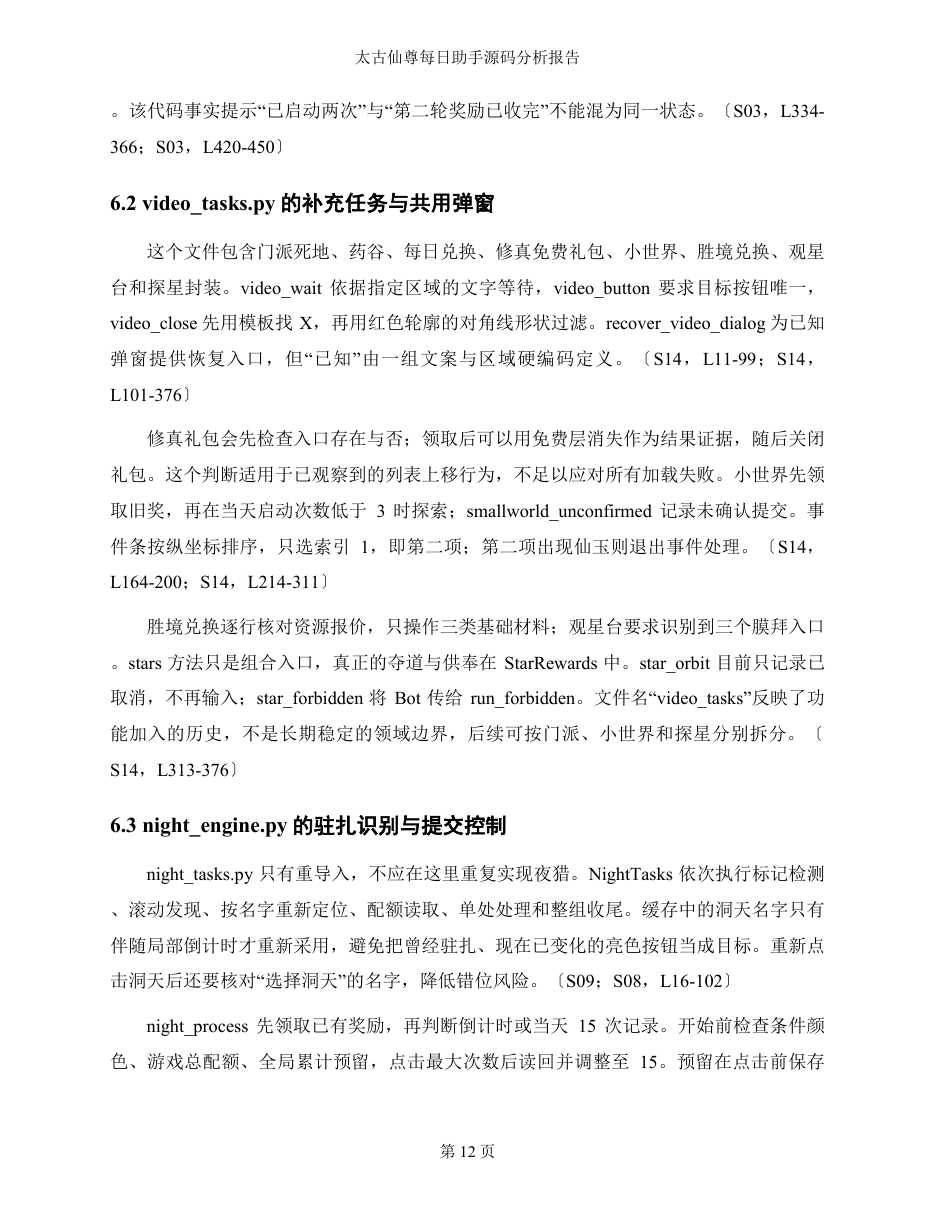 太古仙尊每日助手源码分析报告
。该代码事实提示“已启动两次”与“第二轮奖励已收完”不能混为同一状态。〔S03，L334-
366；S03，L420-450〕
6.2 video_tasks.py 的补充任务与共用弹窗
这个文件包含门派死地、药谷、每日兑换、修真免费礼包、小世界、胜境兑换、观星
台和探星封装。video_wait 依据指定区域的文字等待，video_button 要求目标按钮唯一，
video_close 先用模板找 X，再用红色轮廓的对角线形状过滤。recover_video_dialog 为已知
弹窗提供恢复入口，但“已知”由一组文案与区域硬编码定义。〔S14，L11-99；S14，
L101-376〕
修真礼包会先检查入口存在与否；领取后可以用免费层消失作为结果证据，随后关闭
礼包。这个判断适用于已观察到的列表上移行为，不足以应对所有加载失败。小世界先领
取旧奖，再在当天启动次数低于 3 时探索；smallworld_unconfirmed 记录未确认提交。事
件条按纵坐标排序，只选索引 1，即第二项；第二项出现仙玉则退出事件处理。〔S14，
L164-200；S14，L214-311〕
胜境兑换逐行核对资源报价，只操作三类基础材料；观星台要求识别到三个膜拜入口
。stars 方法只是组合入口，真正的夺道与供奉在 StarRewards 中。star_orbit 目前只记录已
取消，不再输入；star_forbidden 将 Bot 传给 run_forbidden。文件名“video_tasks”反映了功
能加入的历史，不是长期稳定的领域边界，后续可按门派、小世界和探星分别拆分。〔
S14，L313-376〕
6.3 night_engine.py 的驻扎识别与提交控制
night_tasks.py 只有重导入，不应在这里重复实现夜猎。NightTasks 依次执行标记检测
、滚动发现、按名字重新定位、配额读取、单处处理和整组收尾。缓存中的洞天名字只有
伴随局部倒计时才重新采用，避免把曾经驻扎、现在已变化的亮色按钮当成目标。重新点
击洞天后还要核对“选择洞天”的名字，降低错位风险。〔S09；S08，L16-102〕
night_process 先领取已有奖励，再判断倒计时或当天 15 次记录。开始前检查条件颜
色、游戏总配额、全局累计预留，点击最大次数后读回并调整至 15。预留在点击前保存
第 12 页